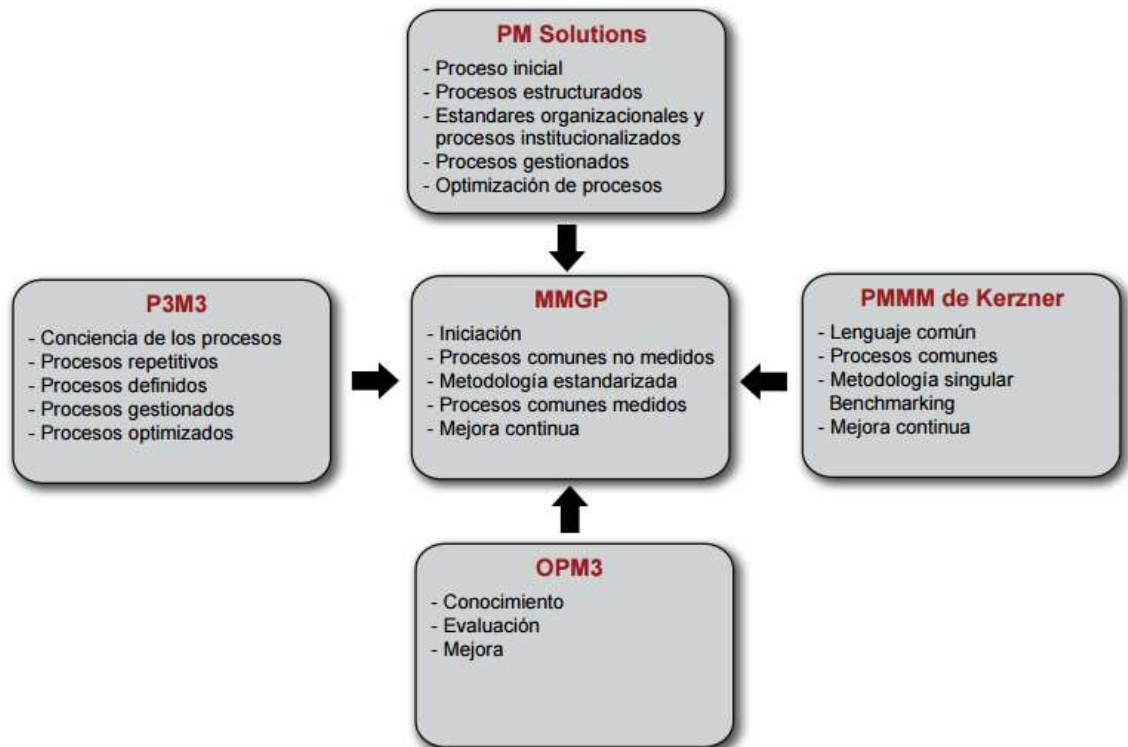 PM Solutions
- Proceso inicial
- Procesos estructurados
- Estandares organizacionales y
procesos institucionalizados
- Procesos gestionados
- Optimización de procesos
P3M3
- Conciencia de los procesos
- Procesos repetitivos
- Procesos definidos
- Procesos gestionados
- Procesos optimizados
MMGP
- Iniciación
- Procesos comunes no medidos
- Metodología estandarizada
- Procesos comunes medidos
- Mejora continua
PMMM de Kerzner
- Lenguaje común
- Procesos comunes
- Metodología singular
Benchmarking
- Mejora continua
OPM3
- Conocimiento
- Evaluación
- Mejora